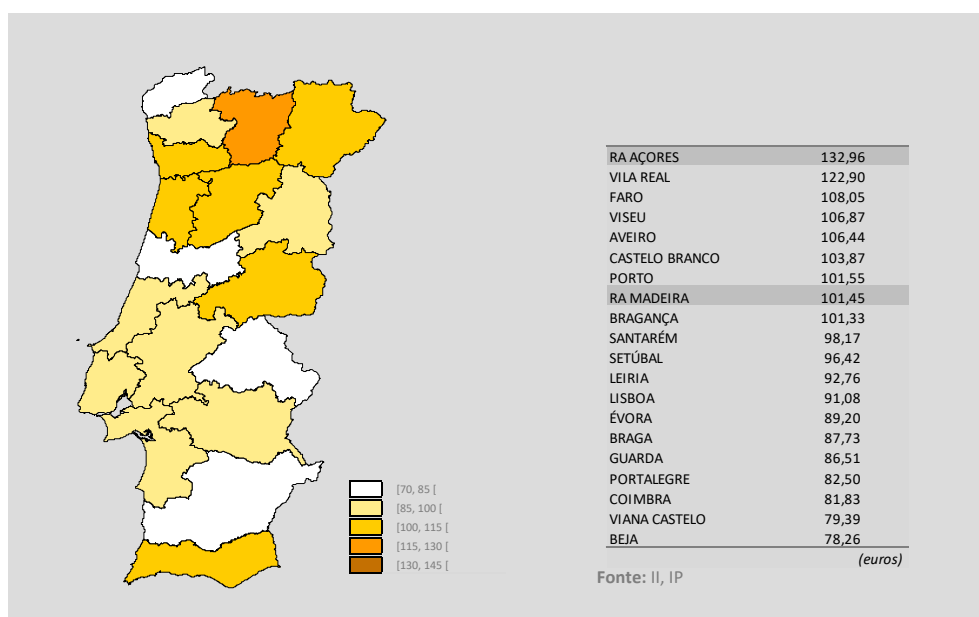 RA AÇORES 132,96
VILA REAL 122,90
FARO 108,05
VISEU 106,87
AVEIRO 106,44
CASTELO BRANCO 103,87
PORTO 101,55
RA MADEIRA 101,45
BRAGANÇA 101,33
SANTARÉM 98,17
SETÚBAL 96,42
LEIRIA 92,76
LISBOA 91,08
ÉVORA 89,20
BRAGA 87,73
GUARDA 86,51
PORTALEGRE 82,50
COIMBRA 81,83
VIANA CASTELO 79,39
BEJA 78,26
(euros)
Fonte: II, IP
[70, 85 [
[85, 100 [
[100, 115 [
[115, 130 [
[130, 145 [